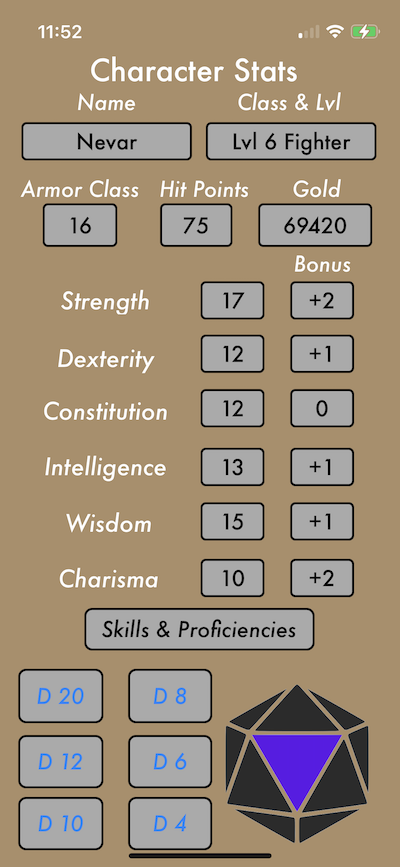 11:52
Character Stats
Name Class & Lvl
Nevar Lvl 6 Fighter
Armor Class Hit Points Gold
16 75 69420
Bonus
Strength 17 +2
Dexterity 12 +1
Constitution 12 0
Intelligence 13 +1
Wisdom 15 +1
Charisma 10 +2
Skills & Proficiencies
D 20 D 8
D 12 D 6
D 10 D 4